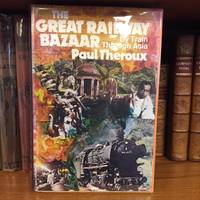 THE
GREAT RAILWAY
BAZAAR By Train
Through Asia
Paul Theroux